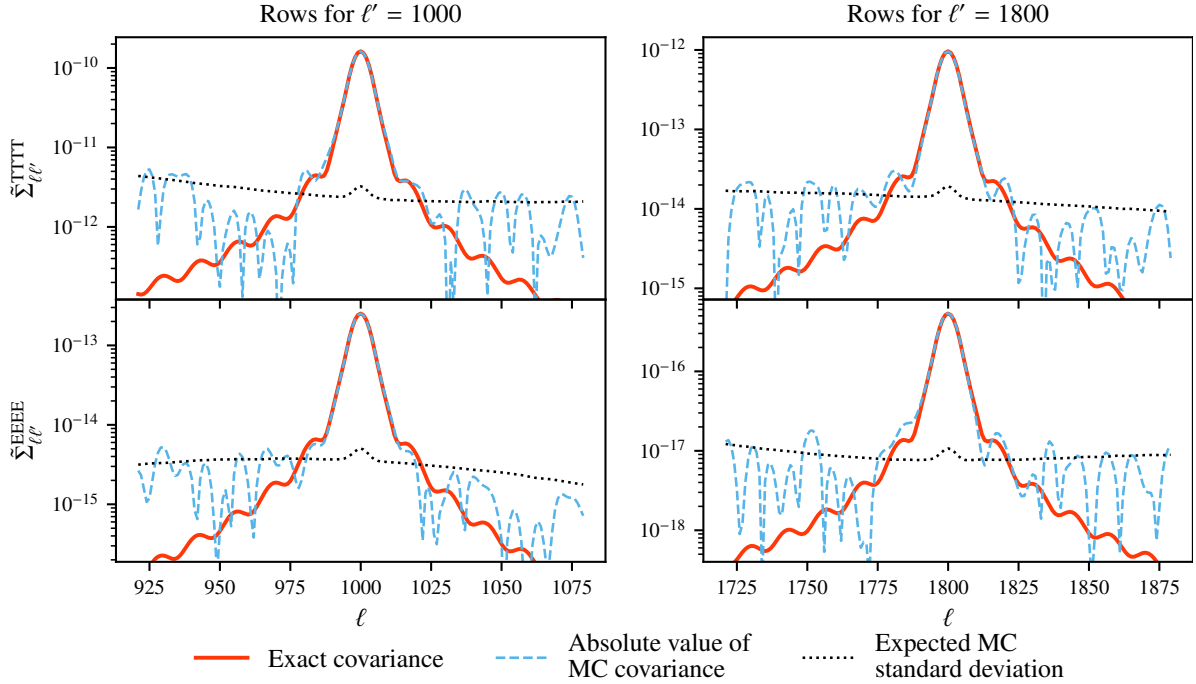 Rows for ℓ′ = 1000
Rows for ℓ′ = 1800
Σ̃ᵀᵀᵀᵀ_ℓℓ′
10⁻¹⁰
10⁻¹¹
10⁻¹²
10⁻¹²
10⁻¹³
10⁻¹⁴
10⁻¹⁵
Σ̃ᴱᴱᴱᴱ_ℓℓ′
10⁻¹³
10⁻¹⁴
10⁻¹⁵
10⁻¹⁶
10⁻¹⁷
10⁻¹⁸
925 950 975 1000 1025 1050 1075
1725 1750 1775 1800 1825 1850 1875
ℓ
ℓ
Exact covariance
Absolute value of
MC covariance
Expected MC
standard deviation